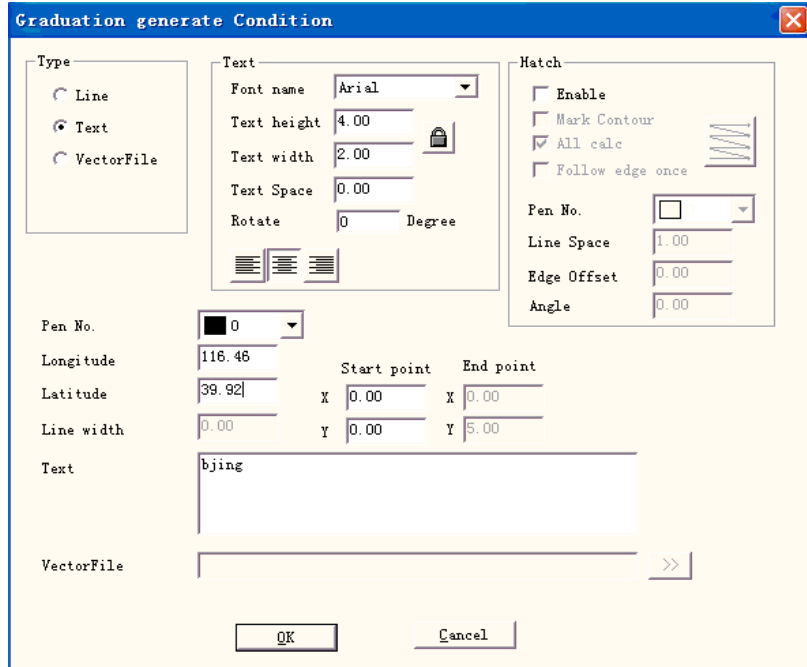 Graduation generate Condition
Type
Line
Text
VectorFile
Text
Font name Arial
Text height 4.00
Text width 2.00
Text Space 0.00
Rotate 0 Degree
Hatch
Enable
Mark Contour
All calc
Follow edge once
Pen No.
Line Space 1.00
Edge Offset 0.00
Angle 0.00
Pen No. 0
Longitude 116.46
Latitude 39.92
Line width 0.00
Start point End point
X 0.00 X 0.00
Y 0.00 Y 5.00
Text bjing
VectorFile >>
OK Cancel